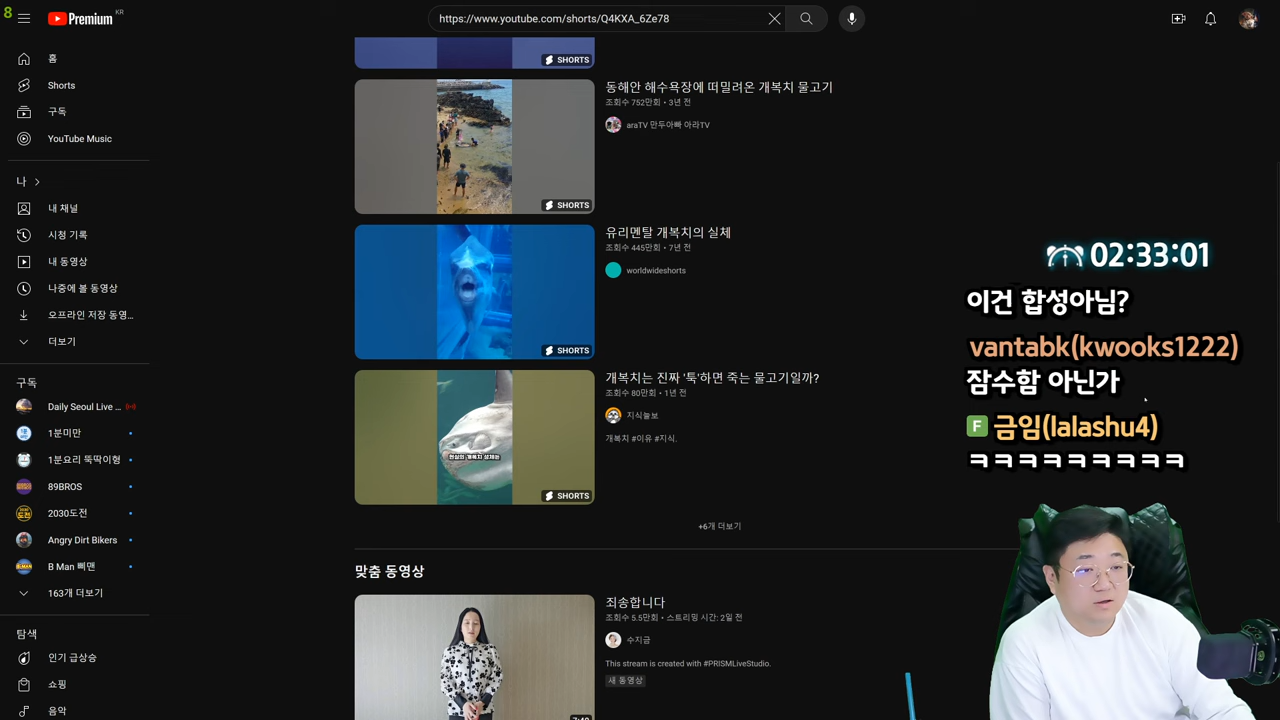 8
Premium KR
https://www.youtube.com/shorts/Q4KXA_6Ze78
홈
Shorts
구독
YouTube Music
나
내 채널
시청 기록
내 동영상
나중에 볼 동영상
오프라인 저장 동영...
더보기
구독
Daily Seoul Live ...
1분미만
1분요리 뚝딱이형
89BROS
2030도전
Angry Dirt Bikers
B Man 삐맨
163개 더보기
탐색
인기 급상승
쇼핑
음악
SHORTS
동해안 해수욕장에 떠밀려온 개복치 물고기
조회수 752만회 • 3년 전
araTV 만두아빠 아라TV
SHORTS
유리멘탈 개복치의 실체
조회수 445만회 • 7년 전
worldwideshorts
SHORTS
개복치는 진짜 '툭'하면 죽는 물고기일까?
조회수 80만회 • 1년 전
지식늘보
개복치 #이유 #지식.
현실의 개복치 성체는
SHORTS
+6개 더보기
맞춤 동영상
죄송합니다
조회수 5.5만회 • 스트리밍 시간: 2일 전
수지금
This stream is created with #PRISMLiveStudio.
새 동영상
02:33:01
이건 합성아님?
vantabk(kwooks1222)
잠수함 아닌가
F 금임(lalashu4)
ㅋㅋㅋㅋㅋㅋㅋㅋㅋ